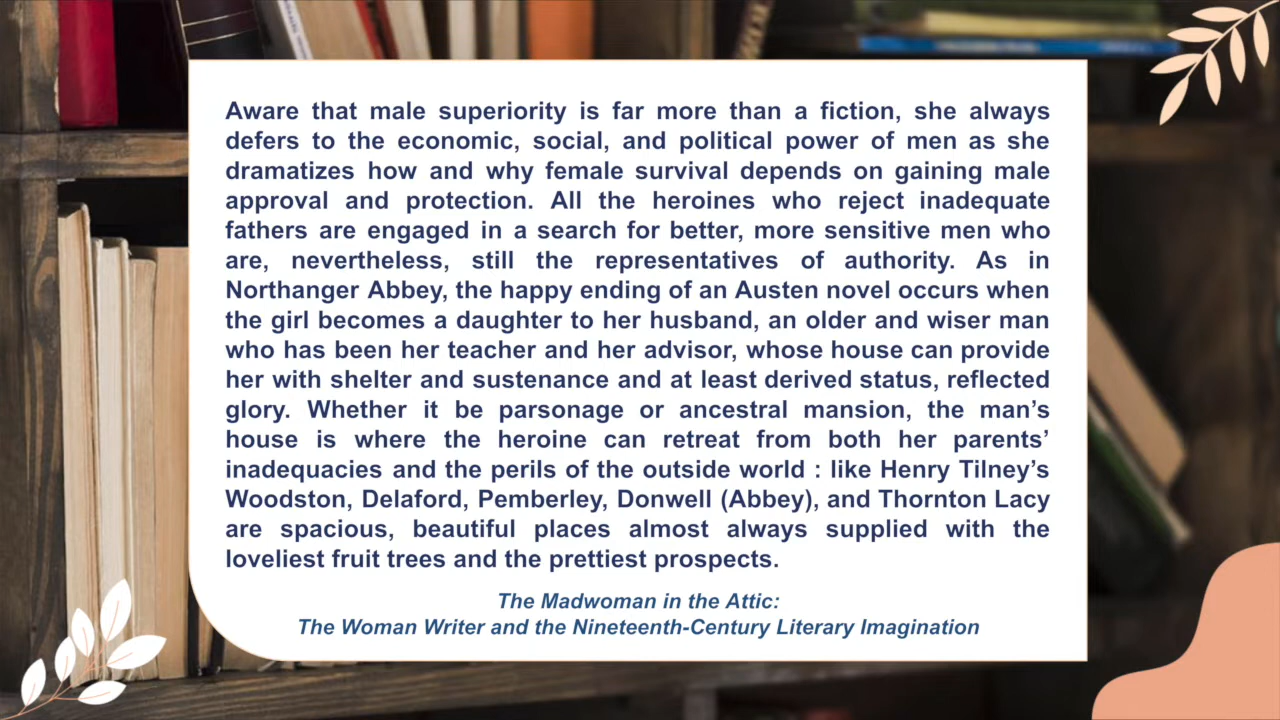 Aware that male superiority is far more than a fiction, she always
defers to the economic, social, and political power of men as she
dramatizes how and why female survival depends on gaining male
approval and protection. All the heroines who reject inadequate
fathers are engaged in a search for better, more sensitive men who
are, nevertheless, still the representatives of authority. As in
Northanger Abbey, the happy ending of an Austen novel occurs when
the girl becomes a daughter to her husband, an older and wiser man
who has been her teacher and her advisor, whose house can provide
her with shelter and sustenance and at least derived status, reflected
glory. Whether it be parsonage or ancestral mansion, the man’s
house is where the heroine can retreat from both her parents’
inadequacies and the perils of the outside world : like Henry Tilney’s
Woodston, Delaford, Pemberley, Donwell (Abbey), and Thornton Lacy
are spacious, beautiful places almost always supplied with the
loveliest fruit trees and the prettiest prospects.
The Madwoman in the Attic:
The Woman Writer and the Nineteenth-Century Literary Imagination